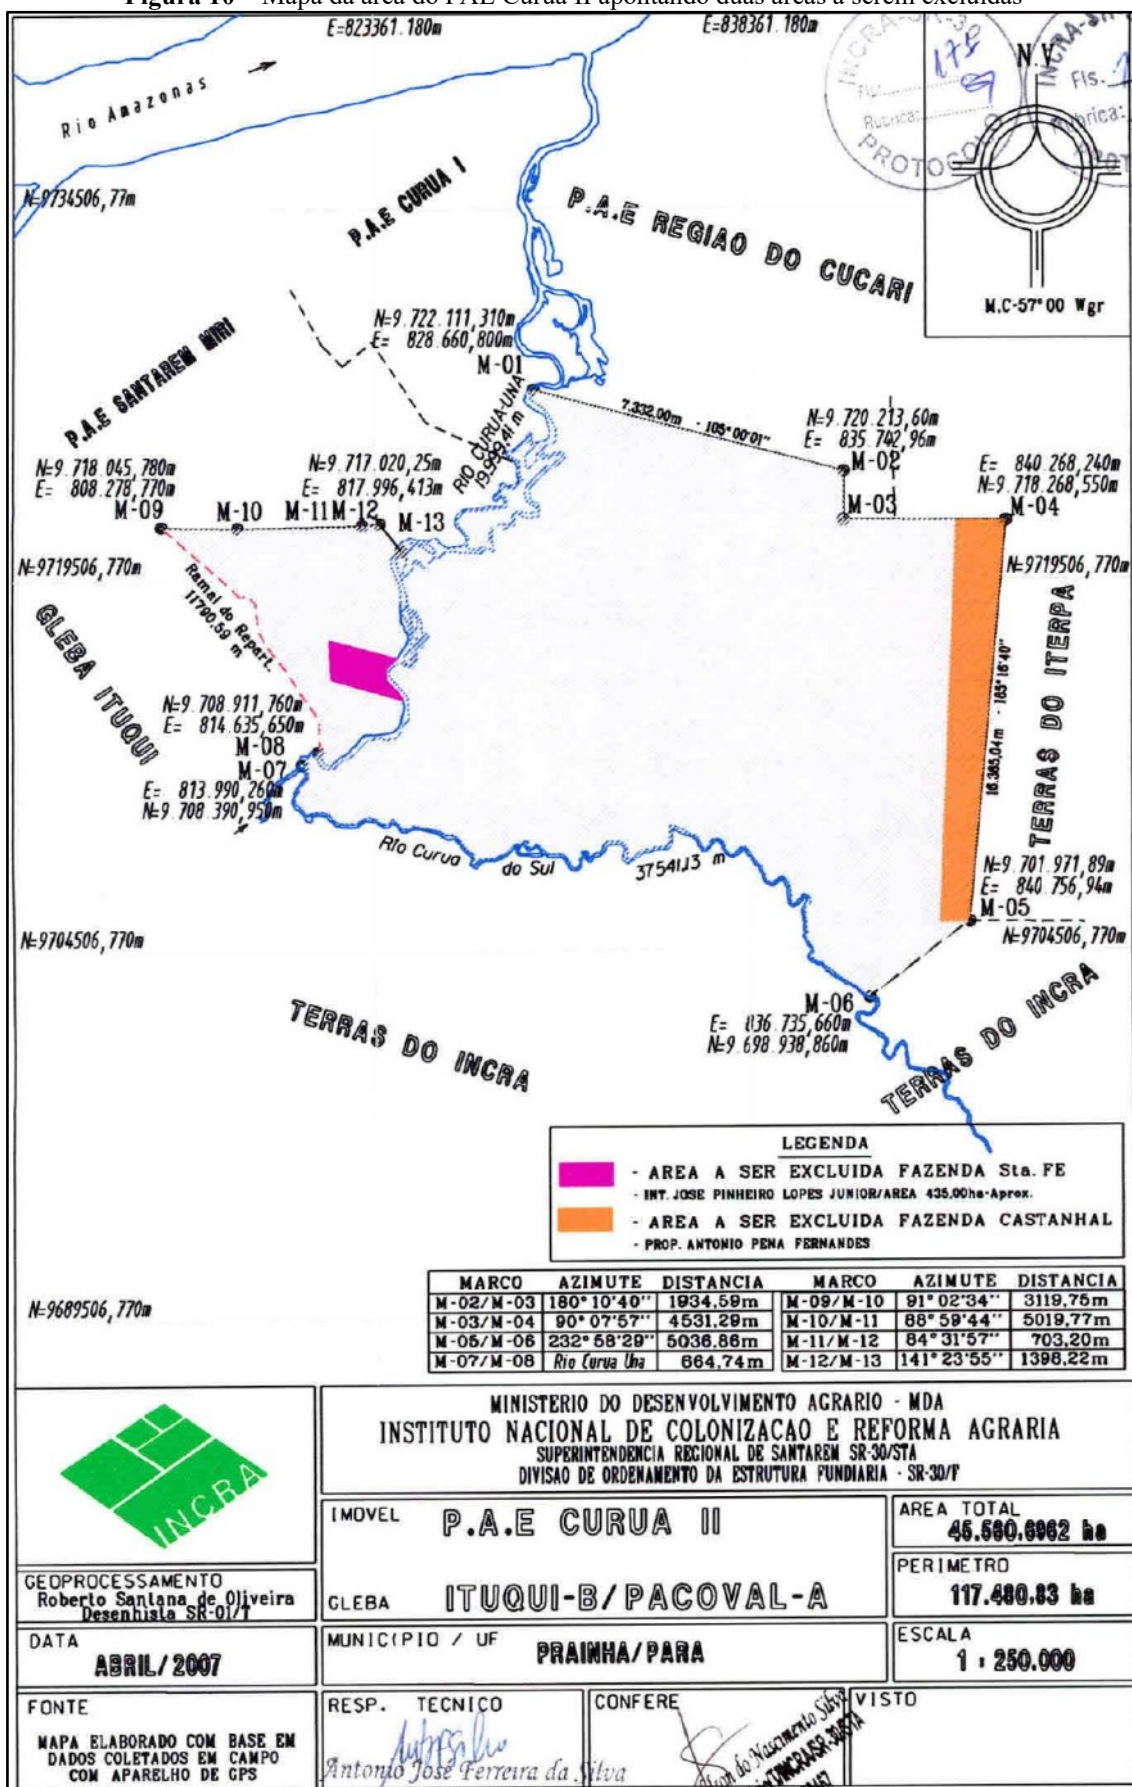 Figura 10 – Mapa da área do PAE Curuá II apontando duas áreas a serem excluídas
E=823361.180m
E=838361.180m
INCRA-SR-30
Fls.
Rubrica:
PROTOCOLO
N.V
M.C-57°00 Wgr
Rio Amazonas
N=9734506,77m
P.A.E CURUA I
P.A.E REGIAO DO CUCARI
P.A.E SANTAREM MIRI
N=9.722.111,310m
E= 828.660,800m
M-01
RIO CURUA-UNA
19.999.41 m
7.332,00m - 105°00'01"
N=9.720.213,60m
E= 835.742,96m
M-02
M-03
E= 840.268,240m
N=9.718.268,550m
M-04
N=9.718.045,780m
E= 808.278,770m
M-09
M-10
N=9.717.020,25m
E= 817.996,413m
M-11 M-12
M-13
N=9719506,770m
N=9719506,770m
Ramal do Repart.
11790,59 m
GLEBA ITUQUI
16.365,04m - 185°16'40"
TERRAS DO ITERPA
N=9.708.911,760m
E= 814.635,650m
M-08
M-07
E= 813.990,260m
N=9.708.390,950m
Rio Curua do Sul
37541,13 m
N=9.701.971,89m
E= 840.756,94m
M-05
N=9704506,770m
N=9704506,770m
M-06
E= 836.735,660m
N=9.698.938,860m
TERRAS DO INCRA
TERRAS DO INCRA
LEGENDA
- AREA A SER EXCLUIDA FAZENDA Sta. FE
- INT. JOSE PINHEIRO LOPES JUNIOR/AREA 435,00ha-Aprox.
- AREA A SER EXCLUIDA FAZENDA CASTANHAL
- PROP. ANTONIO PENA FERNANDES
N=9689506,770m
MARCO AZIMUTE DISTANCIA MARCO AZIMUTE DISTANCIA
M-02/M-03 180°10'40'' 1934,59m M-09/M-10 91°02'34'' 3119,75m
M-03/M-04 90°07'57'' 4531,29m M-10/M-11 88°59'44'' 5019,77m
M-05/M-06 232°58'29'' 5036,86m M-11/M-12 84°31'57'' 703,20m
M-07/M-08 Rio Curua Una 664,74m M-12/M-13 141°23'55'' 1398,22m
INCRA
MINISTERIO DO DESENVOLVIMENTO AGRARIO - MDA
INSTITUTO NACIONAL DE COLONIZACAO E REFORMA AGRARIA
SUPERINTENDENCIA REGIONAL DE SANTAREM SR-30/STA
DIVISAO DE ORDENAMENTO DA ESTRUTURA FUNDIARIA - SR-30/F
IMOVEL P.A.E CURUA II
AREA TOTAL
45.580,6962 ha
GEOPROCESSAMENTO
Roberto Santana de Oliveira
Desenhista SR-01/T
GLEBA ITUQUI-B/PACOVAL-A
PERIMETRO
117.480,83 ha
DATA
ABRIL/2007
MUNICIPIO / UF PRAINHA/PARA
ESCALA
1 : 250.000
FONTE
MAPA ELABORADO COM BASE EM
DADOS COLETADOS EM CAMPO
COM APARELHO DE GPS
RESP. TECNICO
Antonio José Ferreira da Silva
CONFERE
do Nascimento Silva
VISTO